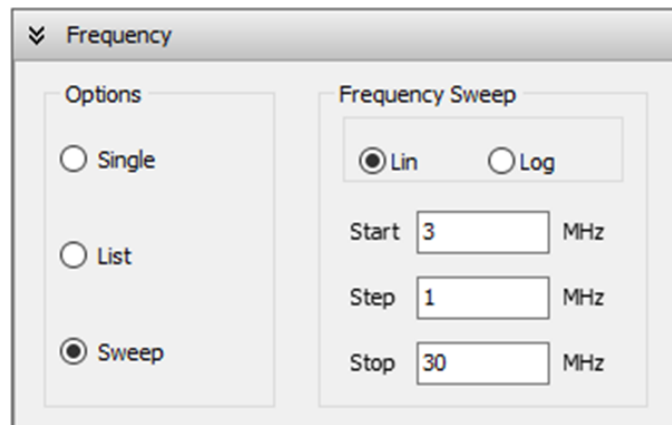 Frequency
Options
Single
List
Sweep
Frequency Sweep
Lin Log
Start 3 MHz
Step 1 MHz
Stop 30 MHz